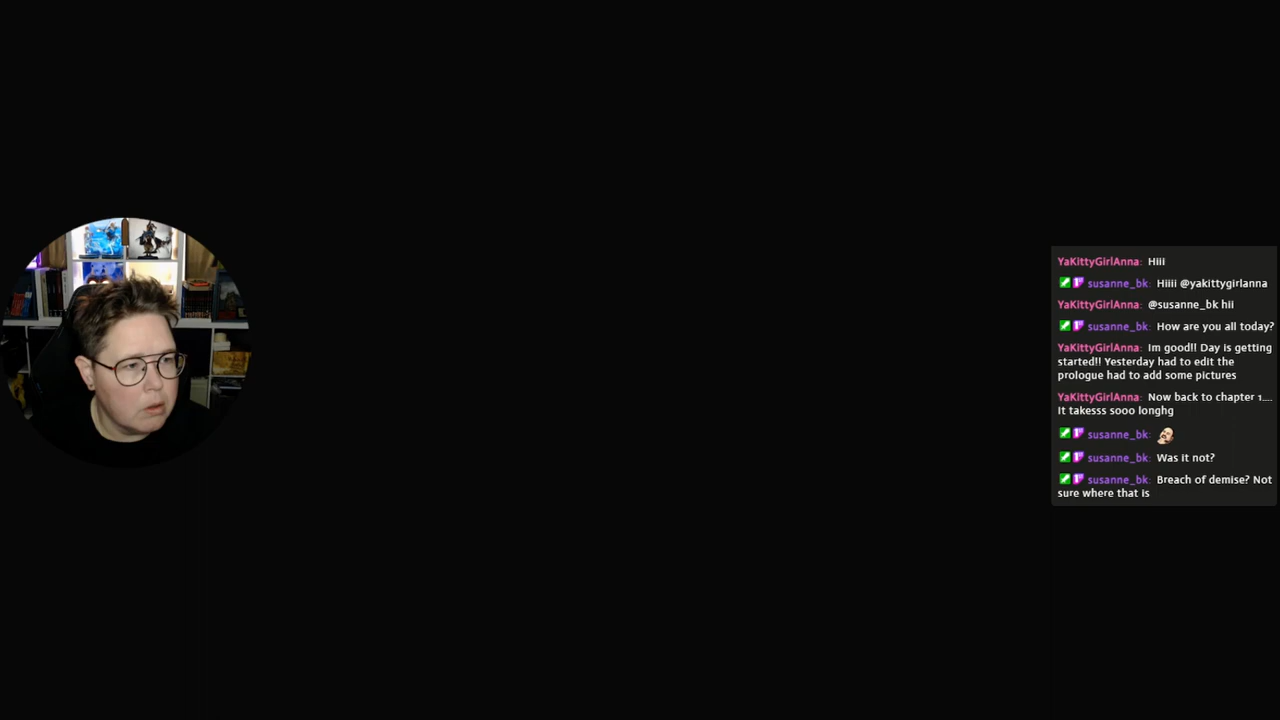 YaKittyGirlAnna: Hiii
susanne_bk: Hiiii @yakittygirlanna
YaKittyGirlAnna: @susanne_bk hii
susanne_bk: How are you all today?
YaKittyGirlAnna: Im good!! Day is getting
started!! Yesterday had to edit the
prologue had to add some pictures
YaKittyGirlAnna: Now back to chapter 1....
It takesss sooo longhg
susanne_bk:
susanne_bk: Was it not?
susanne_bk: Breach of demise? Not
sure where that is